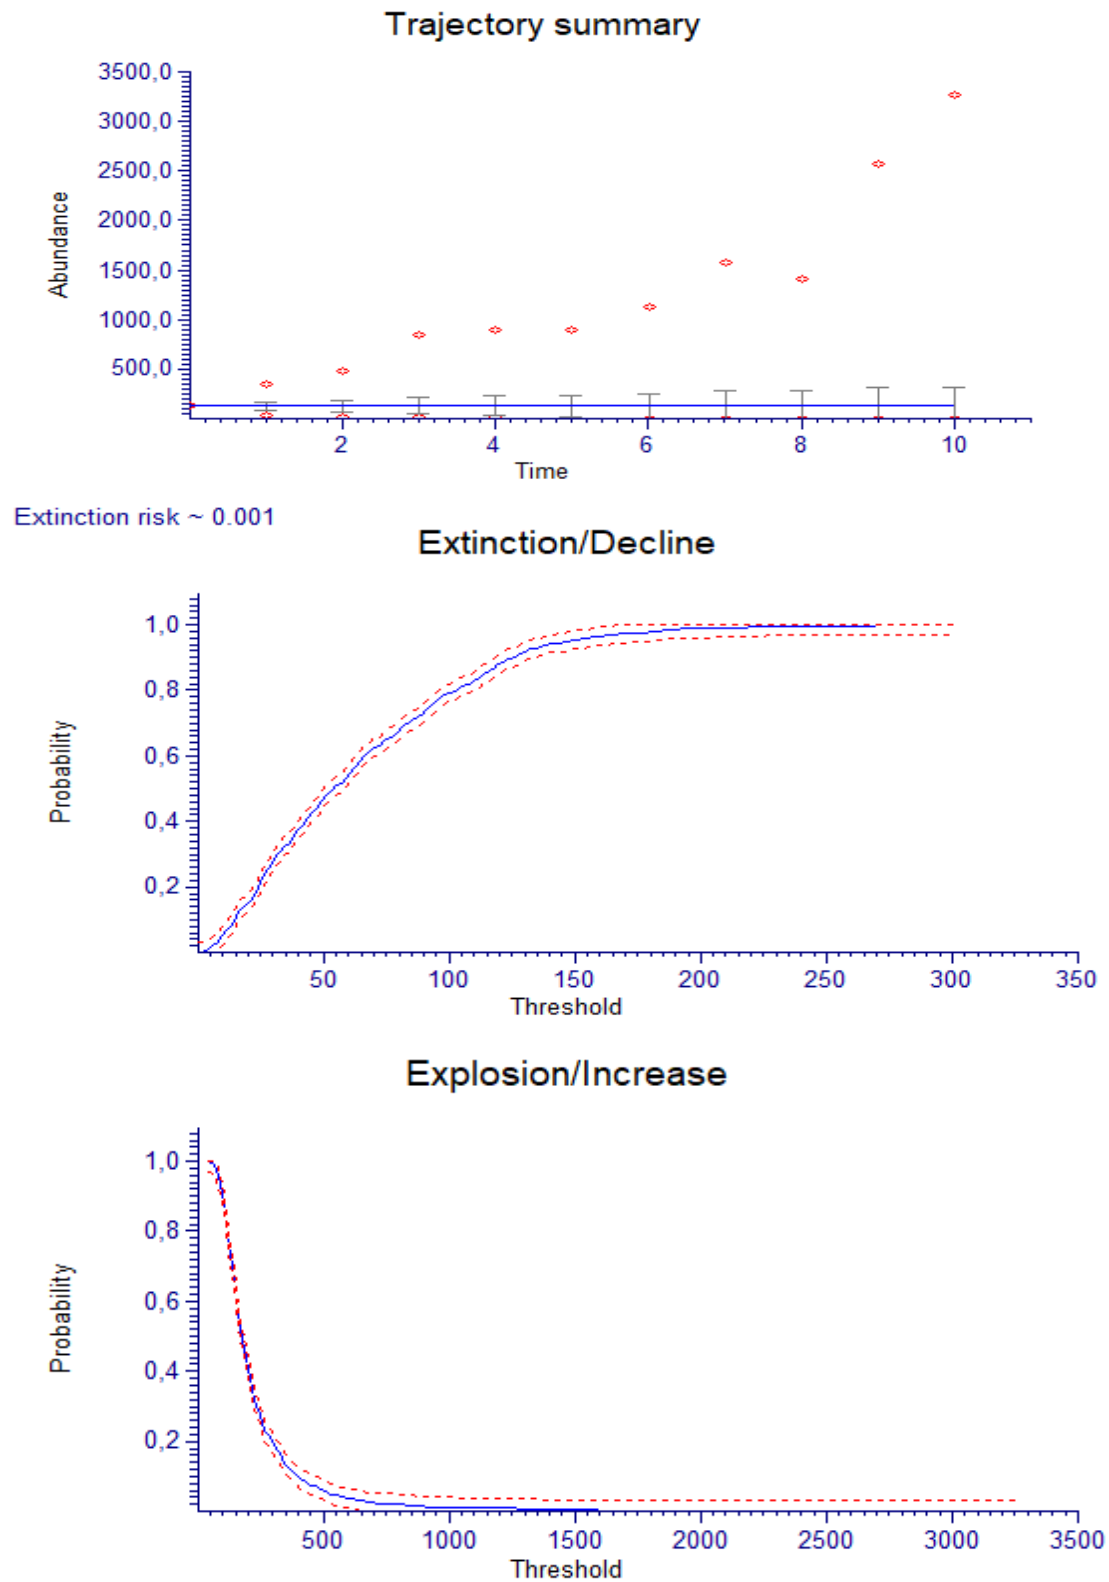 Trajectory summary
3500,0
3000,0
2500,0
2000,0
1500,0
1000,0
500,0
Abundance
2 4 6 8 10
Time
Extinction risk ~ 0.001
Extinction/Decline
1,0
0,8
0,6
0,4
0,2
Probability
50 100 150 200 250 300 350
Threshold
Explosion/Increase
1,0
0,8
0,6
0,4
0,2
Probability
500 1000 1500 2000 2500 3000 3500
Threshold